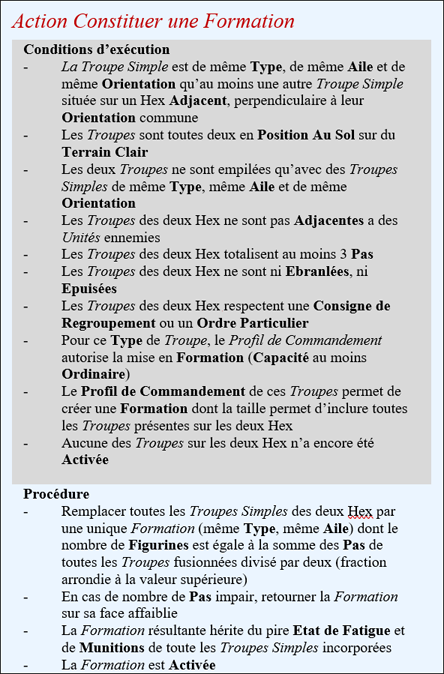 Action Constituer une Formation
Conditions d’exécution
- La Troupe Simple est de même Type, de même Aile et de
même Orientation qu’au moins une autre Troupe Simple
située sur un Hex Adjacent, perpendiculaire à leur
Orientation commune
- Les Troupes sont toutes deux en Position Au Sol sur du
Terrain Clair
- Les deux Troupes ne sont empilées qu’avec des Troupes
Simples de même Type, même Aile et de même
Orientation
- Les Troupes des deux Hex ne sont pas Adjacentes a des
Unités ennemies
- Les Troupes des deux Hex totalisent au moins 3 Pas
- Les Troupes des deux Hex ne sont ni Ebranlées, ni
Epuisées
- Les Troupes des deux Hex respectent une Consigne de
Regroupement ou un Ordre Particulier
- Pour ce Type de Troupe, le Profil de Commandement
autorise la mise en Formation (Capacité au moins
Ordinaire)
- Le Profil de Commandement de ces Troupes permet de
créer une Formation dont la taille permet d’inclure toutes
les Troupes présentes sur les deux Hex
- Aucune des Troupes sur les deux Hex n’a encore été
Activée
Procédure
- Remplacer toutes les Troupes Simples des deux Hex par
une unique Formation (même Type, même Aile) dont le
nombre de Figurines est égale à la somme des Pas de
toutes les Troupes fusionnées divisé par deux (fraction
arrondie à la valeur supérieure)
- En cas de nombre de Pas impair, retourner la Formation
sur sa face affaiblie
- La Formation résultante hérite du pire Etat de Fatigue et
de Munitions de toute les Troupes Simples incorporées
- La Formation est Activée